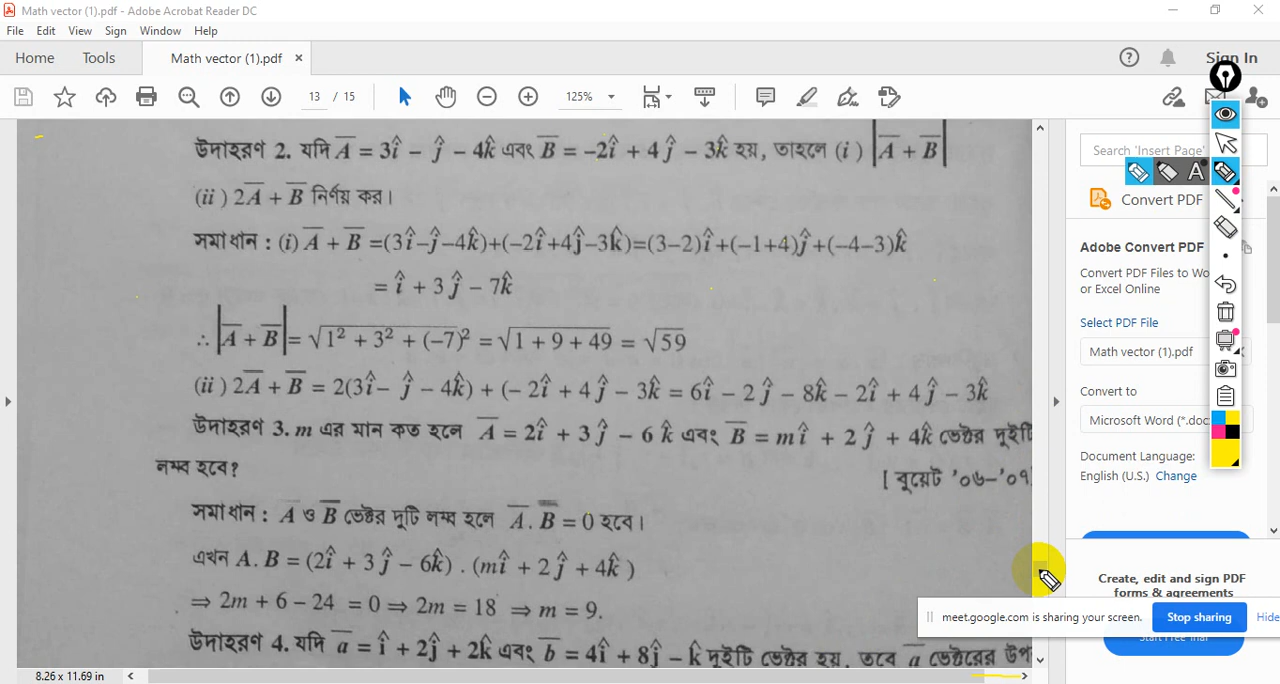 Math vector (1).pdf - Adobe Acrobat Reader DC
File Edit View Sign Window Help
Home Tools Math vector (1).pdf × Sign In
13 / 15 125%
উদাহরণ 2. যদি A̅ = 3î − ĵ − 4k̂ এবং B̅ = −2î + 4ĵ − 3k̂ হয়, তাহলে (i) |A̅ + B̅|
(ii) 2A̅ + B̅ নির্ণয় কর।
সমাধান : (i) A̅ + B̅ =(3î−ĵ−4k̂)+(−2î+4ĵ−3k̂)=(3−2)î+(−1+4)ĵ+(−4−3)k̂
= î + 3ĵ − 7k̂
∴ |A̅ + B̅| = √1² + 3² + (−7)² = √1 + 9 + 49 = √59
(ii) 2A̅ + B̅ = 2(3î − ĵ − 4k̂) + (− 2î + 4ĵ − 3k̂ = 6î − 2ĵ − 8k̂ − 2î + 4ĵ − 3k̂
উদাহরণ 3. m এর মান কত হলে A̅ = 2î + 3ĵ − 6k̂ এবং B̅ = mî + 2ĵ + 4k̂ ভেক্টর দুইটি
লম্ব হবে?
[ বুয়েট '০৬–'০৭
সমাধান : A̅ ও B̅ ভেক্টর দুটি লম্ব হলে A̅ . B̅ = 0 হবে।
এখন A. B = (2î + 3ĵ − 6k̂) . (mî + 2ĵ + 4k̂ )
⇒ 2m + 6 − 24 = 0 ⇒ 2m = 18 ⇒ m = 9.
উদাহরণ 4. যদি a̅ = î + 2ĵ + 2k̂ এবং b̅ = 4î + 8ĵ − k̂ দুইটি ভেক্টর হয়, তবে a̅ ভেক্টরের উপ
8.26 x 11.69 in
Search 'Insert Page'
A
Convert PDF
Adobe Convert PDF
Convert PDF Files to Wo
or Excel Online
Select PDF File
Math vector (1).pdf
Convert to
Microsoft Word (*.doc
Document Language:
English (U.S.) Change
Create, edit and sign PDF
forms & agreements
meet.google.com is sharing your screen. Stop sharing Hide
Start Free Trial